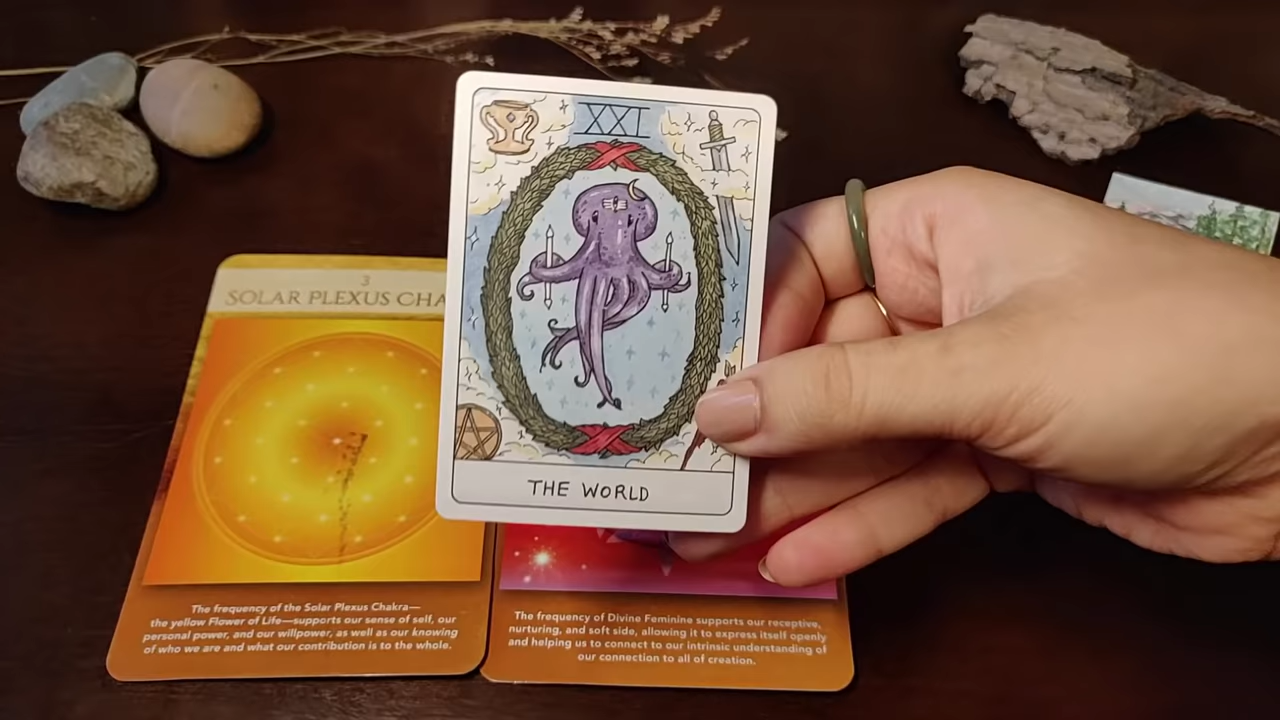 XXI
THE WORLD
3
SOLAR PLEXUS CHA
The frequency of the Solar Plexus Chakra—
the yellow Flower of Life—supports our sense of self, our
personal power, and our willpower, as well as our knowing
of who we are and what our contribution is to the whole.
The frequency of Divine Feminine supports our receptive,
nurturing, and soft side, allowing it to express itself openly
and helping us to connect to our intrinsic understanding of
our connection to all of creation.